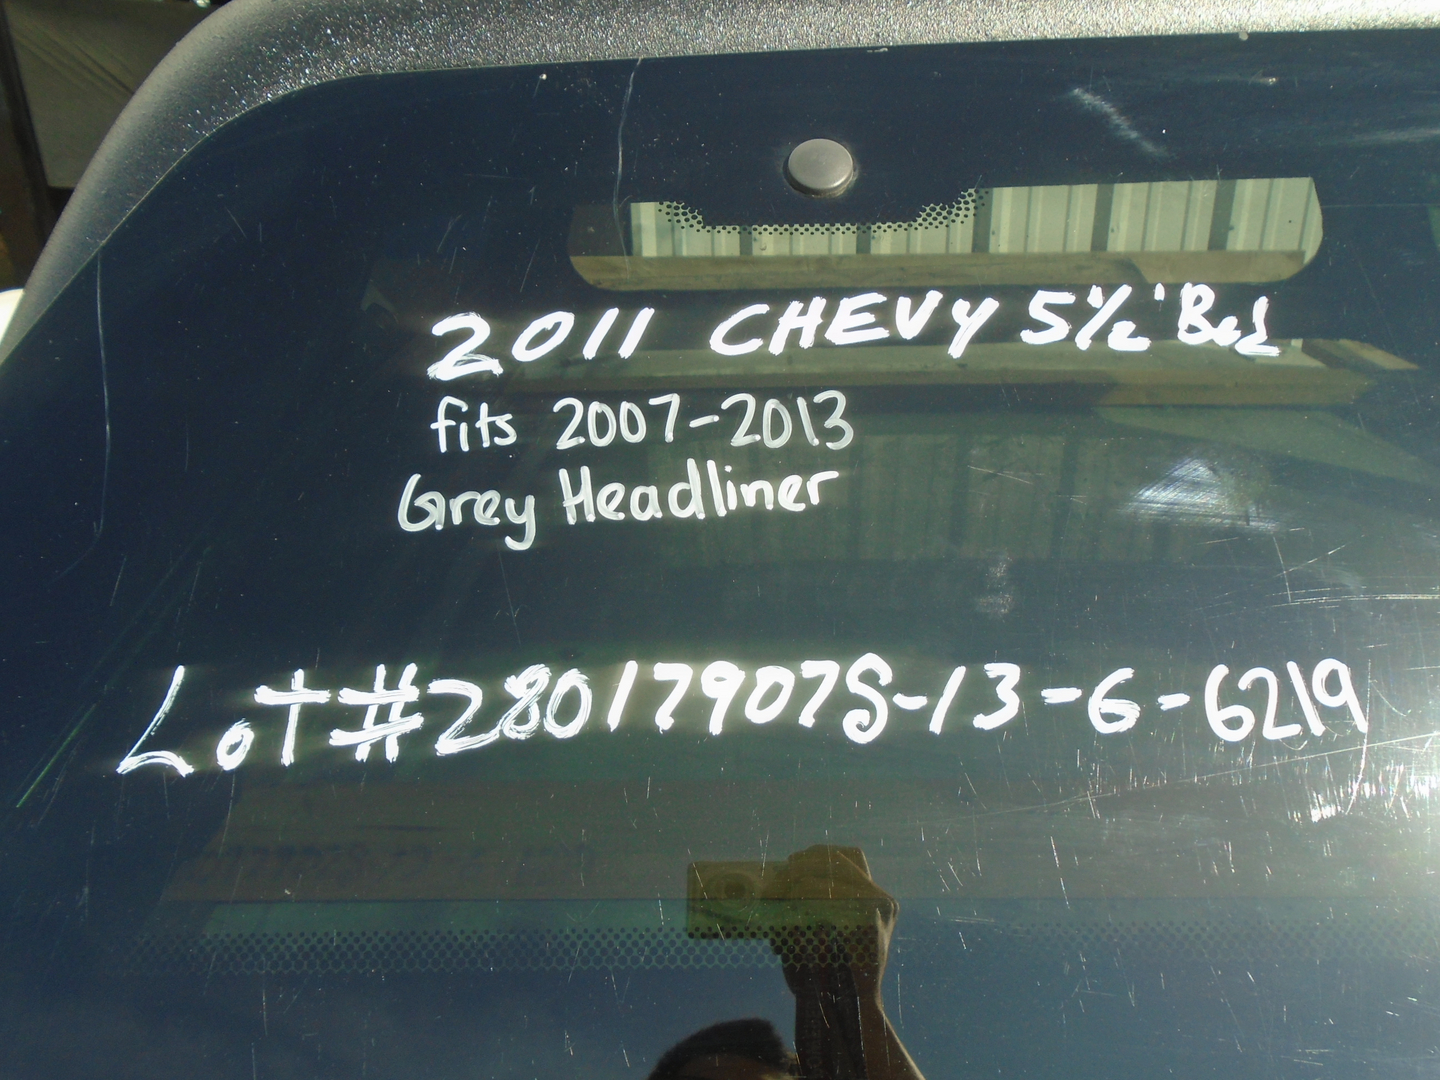 2011 CHEVY 5½' Bed
fits 2007-2013
Grey Headliner
Lot#28017907S-13-6-6219